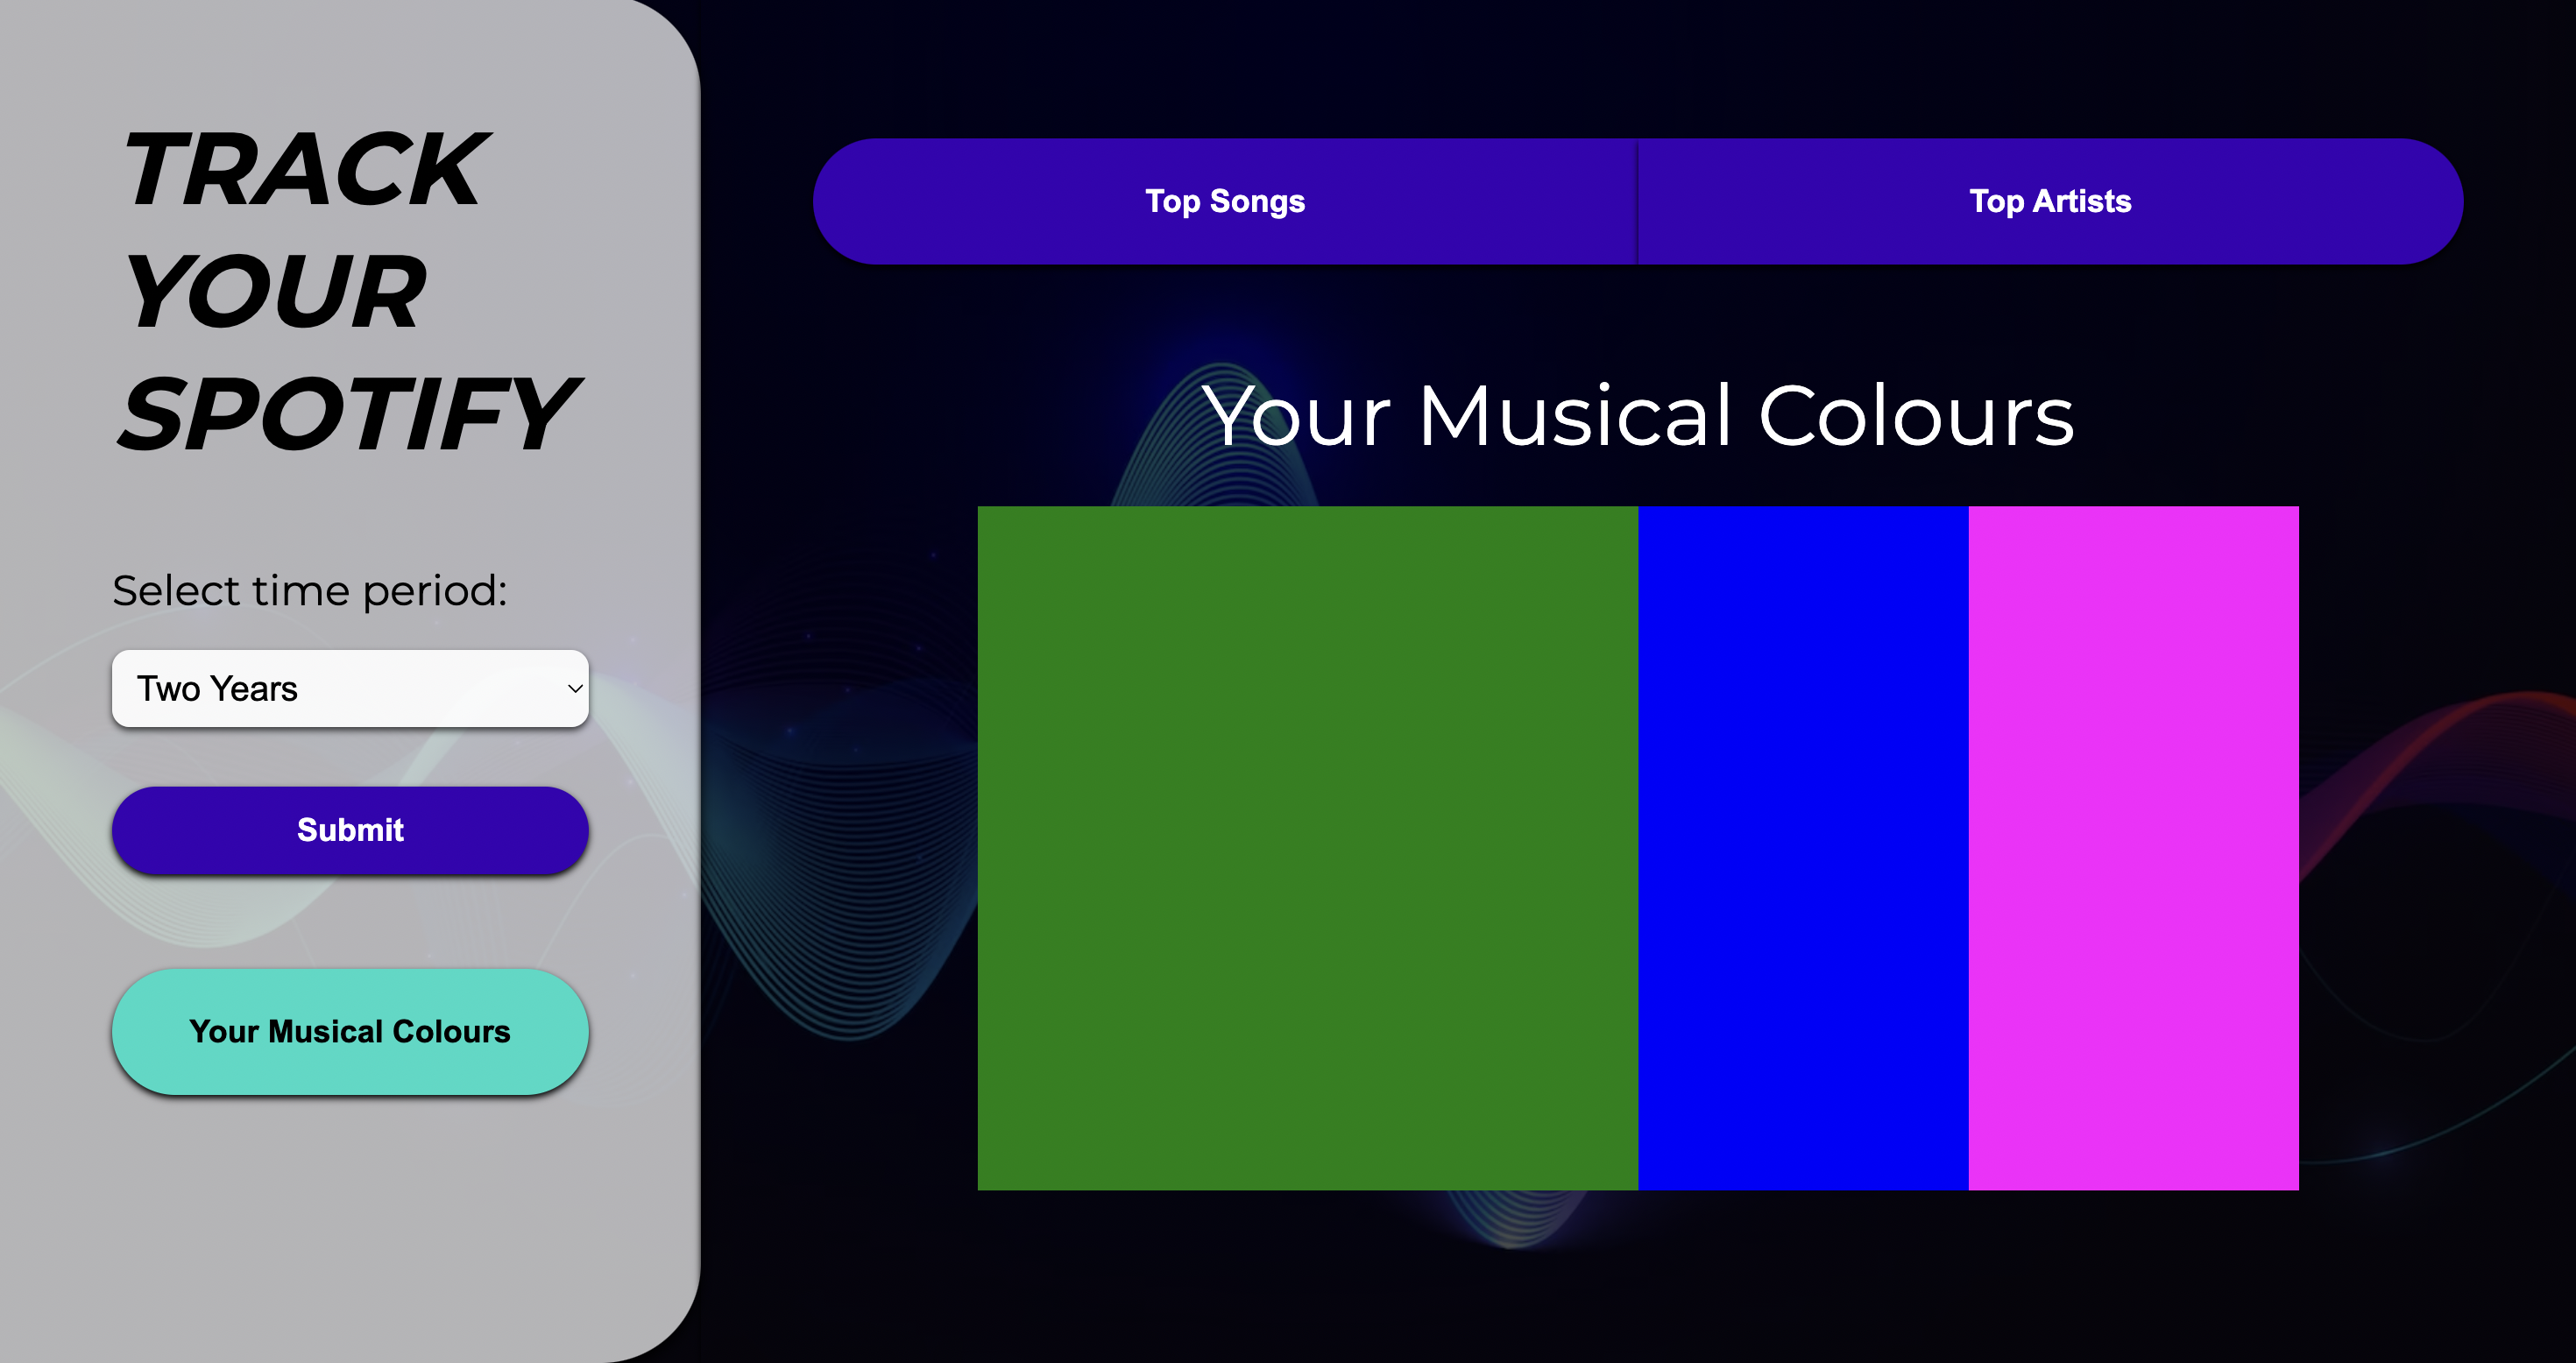 TRACK
YOUR
SPOTIFY
Select time period:
Two Years
Submit
Your Musical Colours
Top Songs
Top Artists
Your Musical Colours